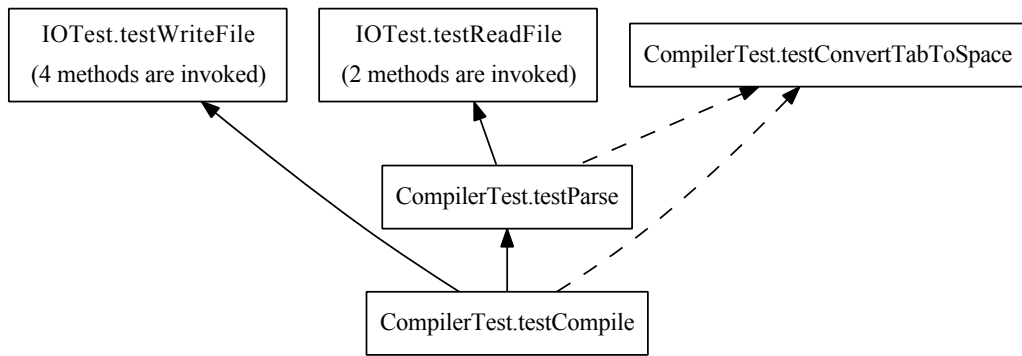 IOTest.testWriteFile
(4 methods are invoked)
IOTest.testReadFile
(2 methods are invoked)
CompilerTest.testConvertTabToSpace
CompilerTest.testParse
CompilerTest.testCompile